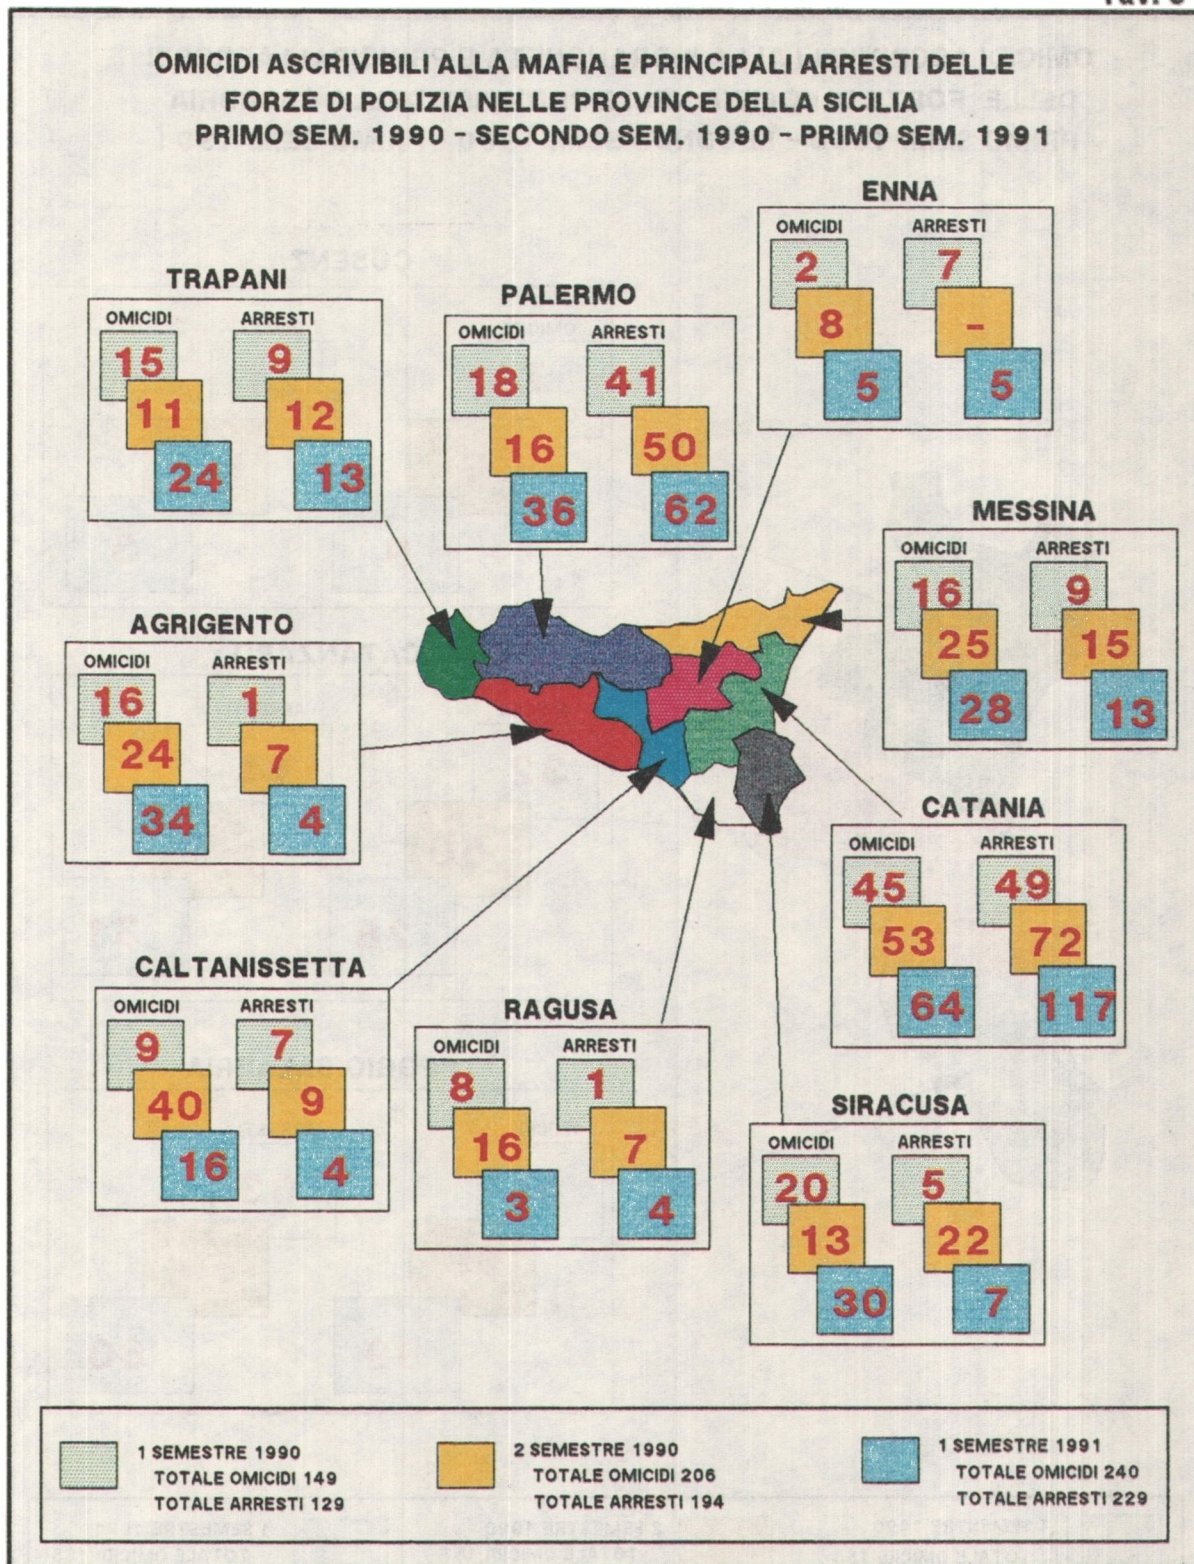 OMICIDI ASCRIVIBILI ALLA MAFIA E PRINCIPALI ARRESTI DELLE
FORZE DI POLIZIA NELLE PROVINCE DELLA SICILIA
PRIMO SEM. 1990 - SECONDO SEM. 1990 - PRIMO SEM. 1991
ENNA
OMICIDI ARRESTI
2 7
8 -
5 5
TRAPANI
OMICIDI ARRESTI
15 9
11 12
24 13
PALERMO
OMICIDI ARRESTI
18 41
16 50
36 62
MESSINA
OMICIDI ARRESTI
16 9
25 15
28 13
AGRIGENTO
OMICIDI ARRESTI
16 1
24 7
34 4
CATANIA
OMICIDI ARRESTI
45 49
53 72
64 117
CALTANISSETTA
OMICIDI ARRESTI
9 7
40 9
16 4
RAGUSA
OMICIDI ARRESTI
8 1
16 7
3 4
SIRACUSA
OMICIDI ARRESTI
20 5
13 22
30 7
1 SEMESTRE 1990
TOTALE OMICIDI 149
TOTALE ARRESTI 129
2 SEMESTRE 1990
TOTALE OMICIDI 206
TOTALE ARRESTI 194
1 SEMESTRE 1991
TOTALE OMICIDI 240
TOTALE ARRESTI 229